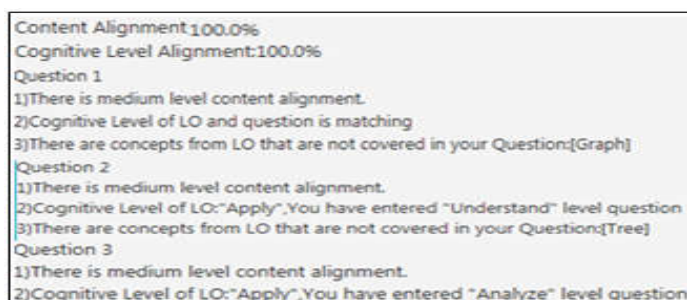 Content Alignment:100.0%
Cognitive Level Alignment:100.0%
Question 1
1)There is medium level content alignment.
2)Cognitive Level of LO and question is matching
3)There are concepts from LO that are not covered in your Question:[Graph]
Question 2
1)There is medium level content alignment.
2)Cognitive Level of LO:"Apply",You have entered "Understand" level question
3)There are concepts from LO that are not covered in your Question:[Tree]
Question 3
1)There is medium level content alignment.
2)Cognitive Level of LO:"Apply",You have entered "Analyze" level question